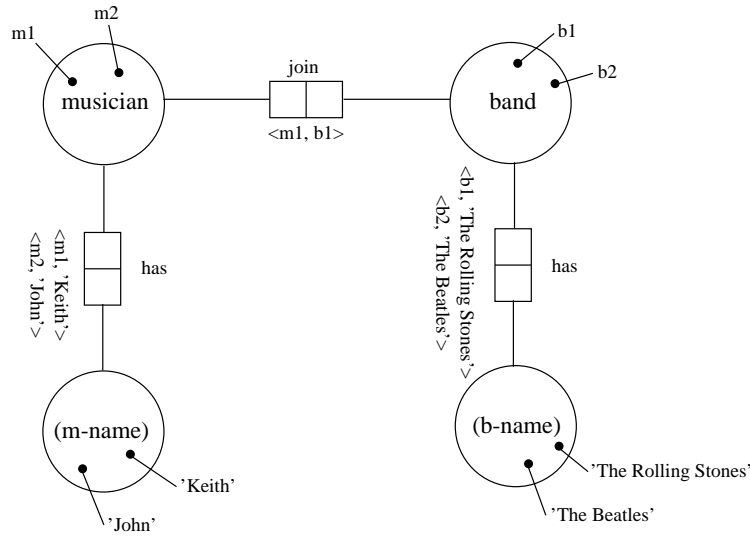 m2
m1
b1
b2
join
musician
band
<m1, b1>
<m1, 'Keith'>
<m2, 'John'>
has
<b1, 'The Rolling Stones'>
<b2, 'The Beatles'>
has
(m-name)
(b-name)
'Keith'
'John'
'The Rolling Stones'
'The Beatles'